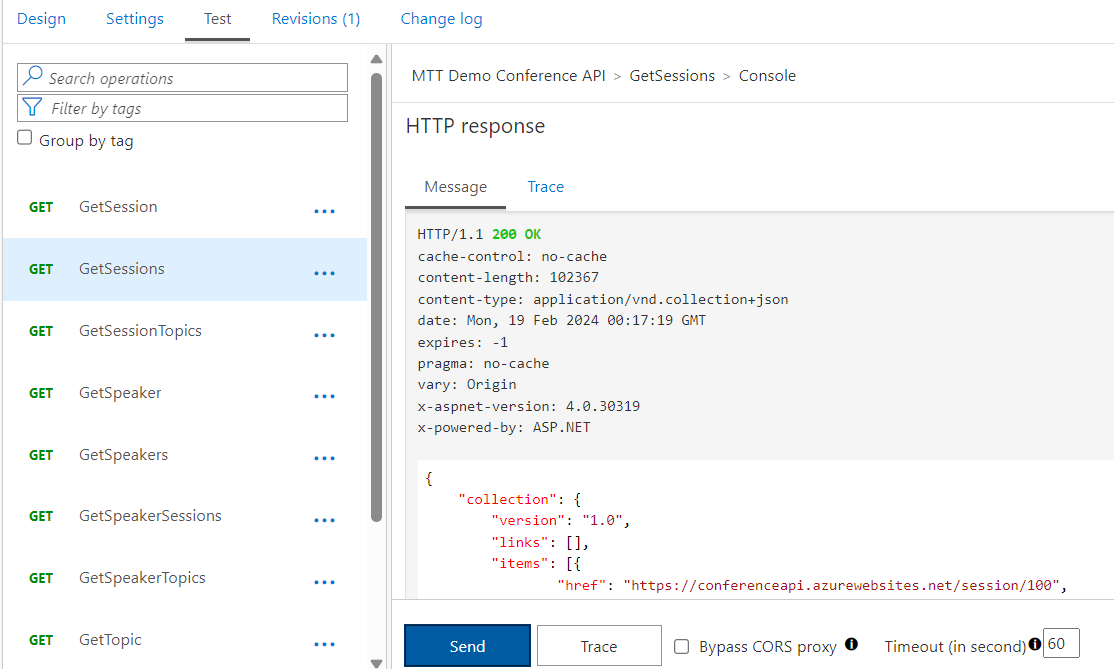 Design Settings Test Revisions (1) Change log
Search operations
Filter by tags
Group by tag
GET GetSession
GET GetSessions
GET GetSessionTopics
GET GetSpeaker
GET GetSpeakers
GET GetSpeakerSessions
GET GetSpeakerTopics
GET GetTopic
MTT Demo Conference API > GetSessions > Console
HTTP response
Message Trace
HTTP/1.1 200 OK
cache-control: no-cache
content-length: 102367
content-type: application/vnd.collection+json
date: Mon, 19 Feb 2024 00:17:19 GMT
expires: -1
pragma: no-cache
vary: Origin
x-aspnet-version: 4.0.30319
x-powered-by: ASP.NET
{
"collection": {
"version": "1.0",
"links": [],
"items": [{
"href": "https://conferenceapi.azurewebsites.net/session/100",
Send Trace Bypass CORS proxy Timeout (in second) 60